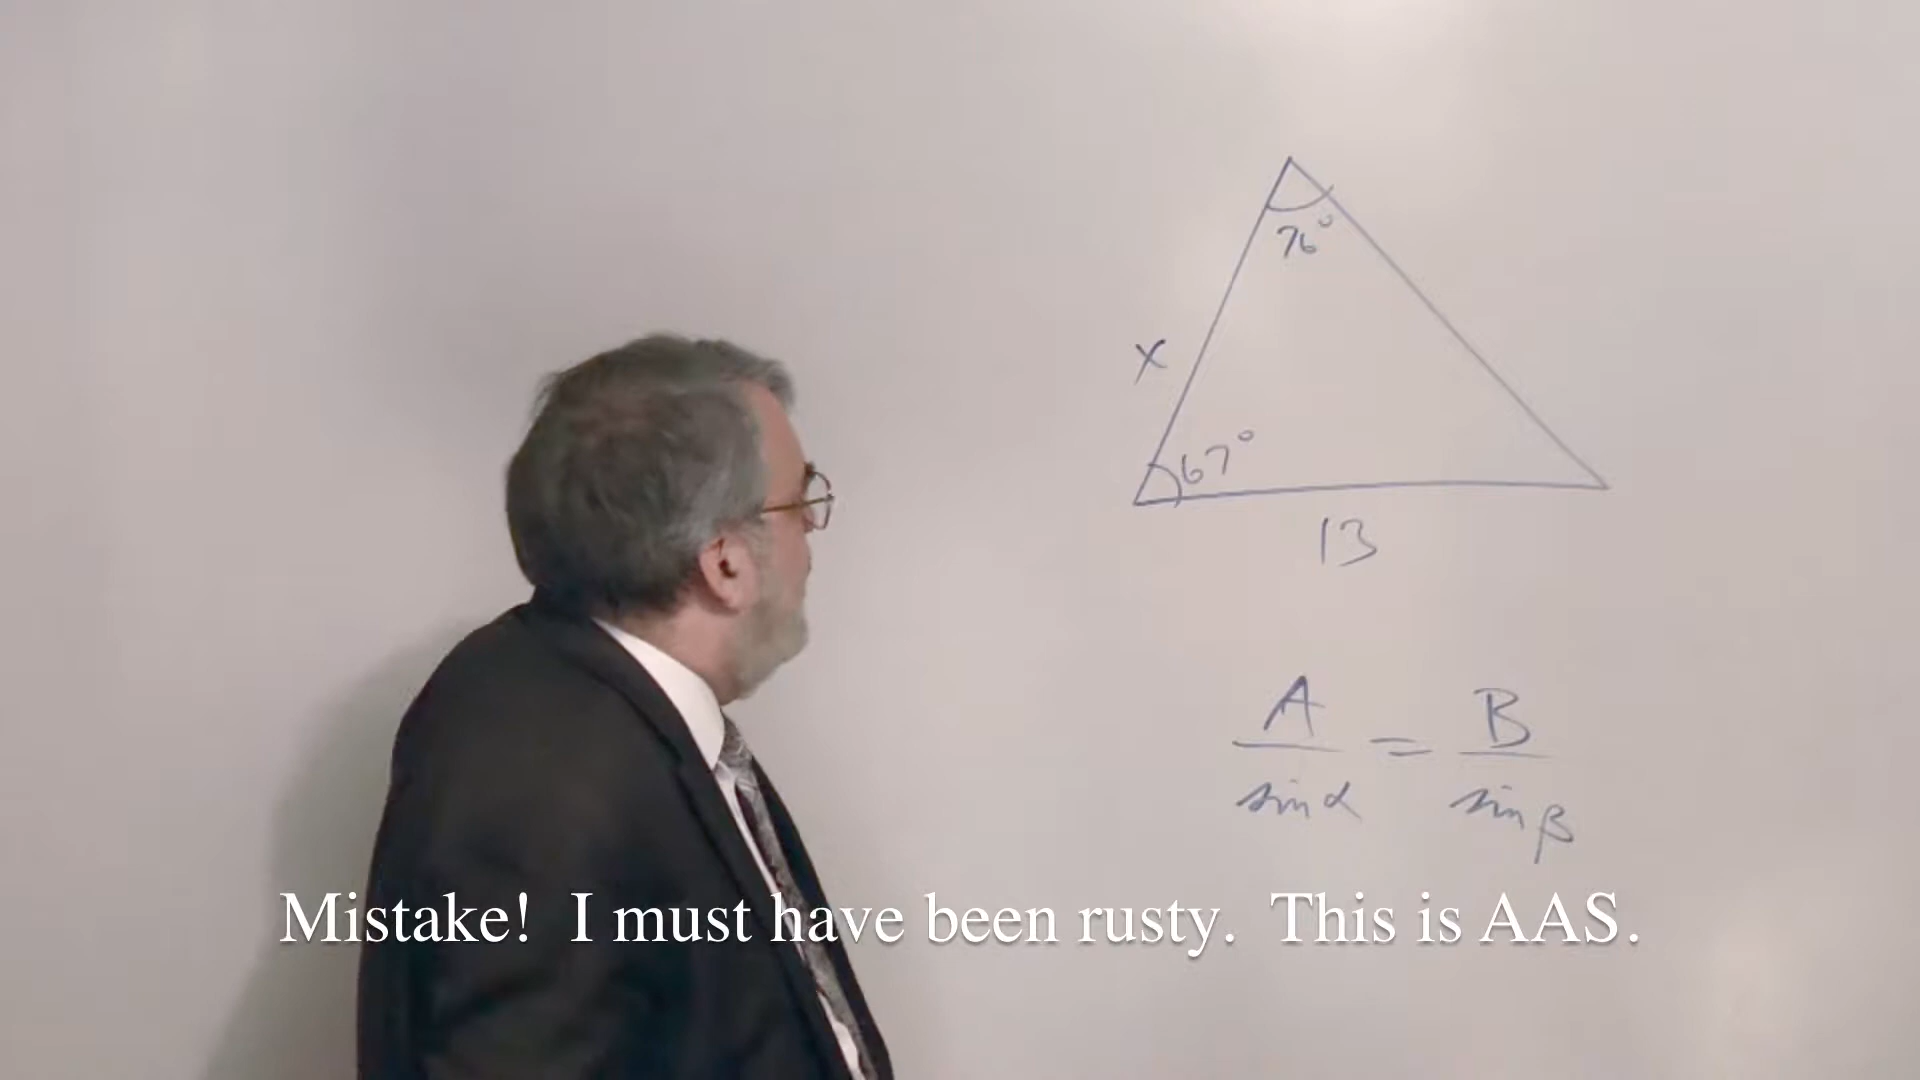 76°
x
67°
13
A = B
sin α sin β
Mistake! I must have been rusty. This is AAS.